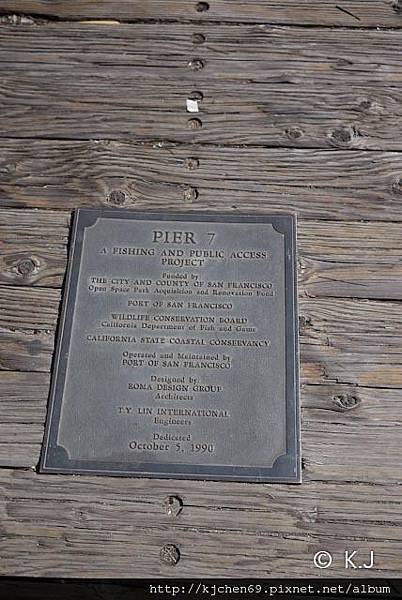 PIER 7
A FISHING AND PUBLIC ACCESS
PROJECT
Funded by
THE CITY AND COUNTY OF SAN FRANCISCO
Open Space Park Acquisition and Renovation Fund
PORT OF SAN FRANCISCO
WILDLIFE CONSERVATION BOARD
California Department of Fish and Game
CALIFORNIA STATE COASTAL CONSERVANCY
Operated and Maintained by
PORT OF SAN FRANCISCO
Designed by:
ROMA DESIGN GROUP
Architects
T.Y. LIN INTERNATIONAL
Engineers
Dedicated
October 5, 1990
© K.J
http://kjchen69.pixnet.net/album